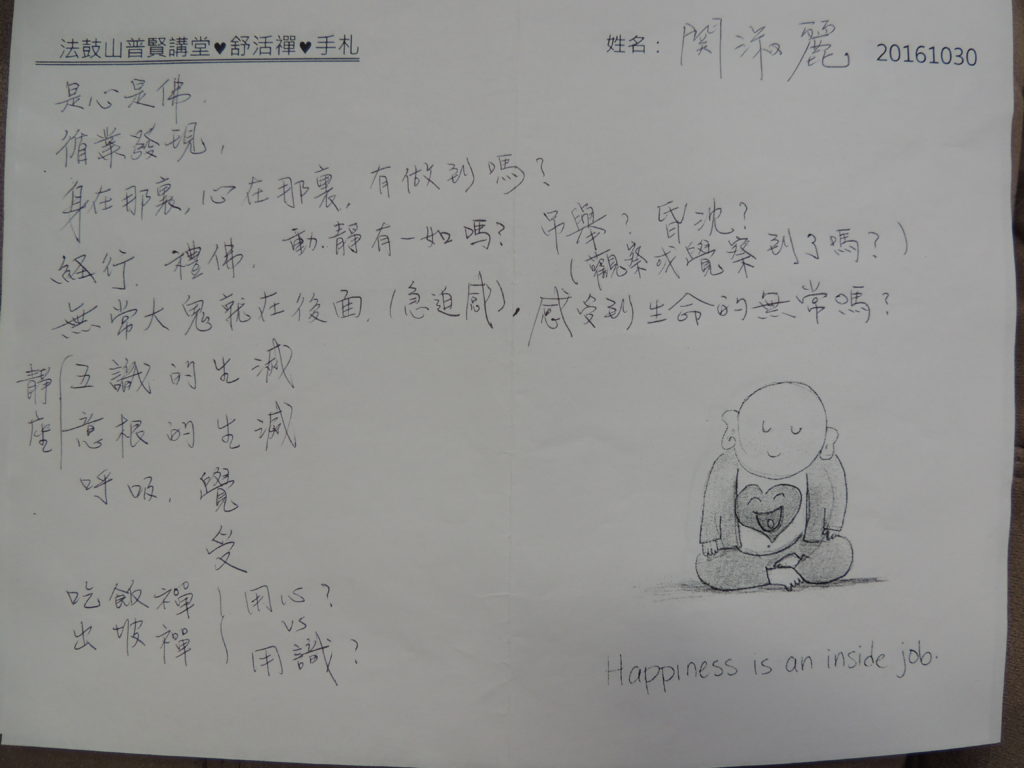 法鼓山普賢講堂♥舒活禪♥手札
姓名： 関淑麗 20161030
是心是佛.
循業發現，
身在那裏，心在那裏，有做到嗎？
經行. 禮佛. 動.靜有一如嗎？ 吊舉？ 昏沈？
（觀察或覺察到了嗎？）
無常大鬼就在後面.（急迫感）， 感受到生命的無常嗎？
靜座
五識的生滅
意根的生滅
呼吸. 覺
受
吃飯禪
出坡禪
用心？
vs
用識？
Happiness is an inside job.